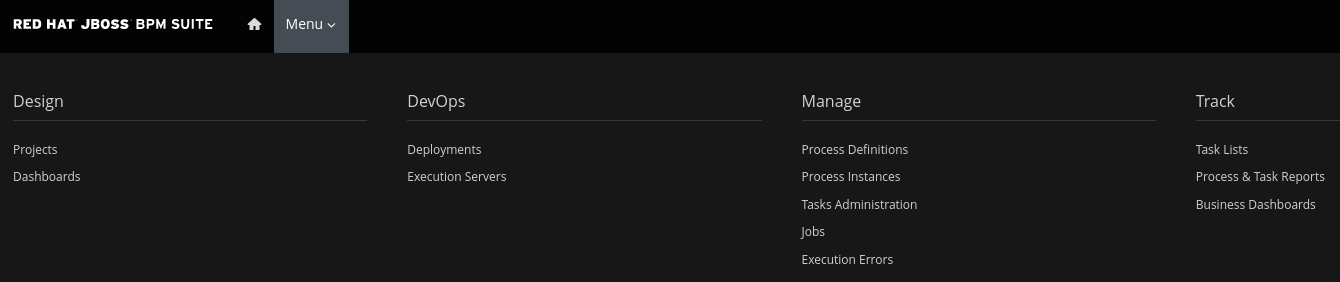 RED HAT JBOSS BPM SUITE Menu
Design
Projects
Dashboards
DevOps
Deployments
Execution Servers
Manage
Process Definitions
Process Instances
Tasks Administration
Jobs
Execution Errors
Track
Task Lists
Process & Task Reports
Business Dashboards